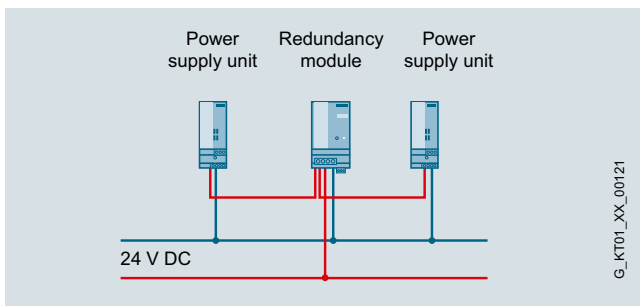 Power
supply unit
Redundancy
module
Power
supply unit
24 V DC
G_KT01_XX_00121